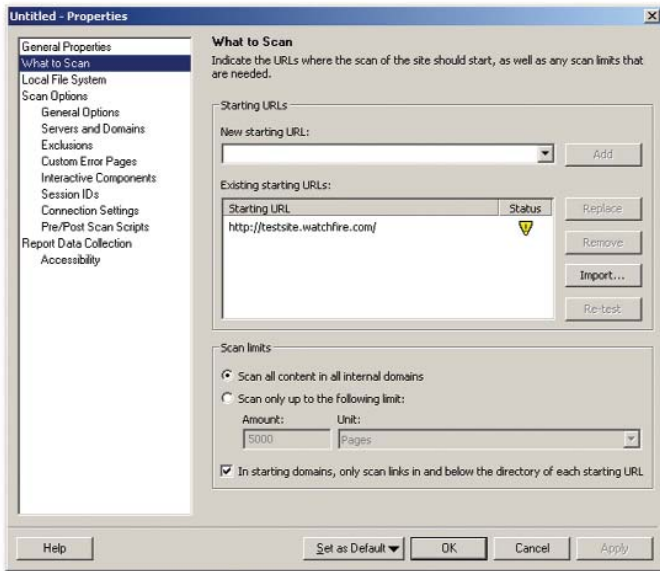 Untitled - Properties
General Properties
What to Scan
Local File System
Scan Options
General Options
Servers and Domains
Exclusions
Custom Error Pages
Interactive Components
Session IDs
Connection Settings
Pre/Post Scan Scripts
Report Data Collection
Accessibility
What to Scan
Indicate the URLs where the scan of the site should start, as well as any scan limits that
are needed.
Starting URLs
New starting URL:
Add
Existing starting URLs:
Starting URL Status
http://testsite.watchfire.com/
Replace
Remove
Import...
Re-test
Scan limits
Scan all content in all internal domains
Scan only up to the following limit:
Amount: Unit:
5000 Pages
In starting domains, only scan links in and below the directory of each starting URL
Help Set as Default OK Cancel Apply